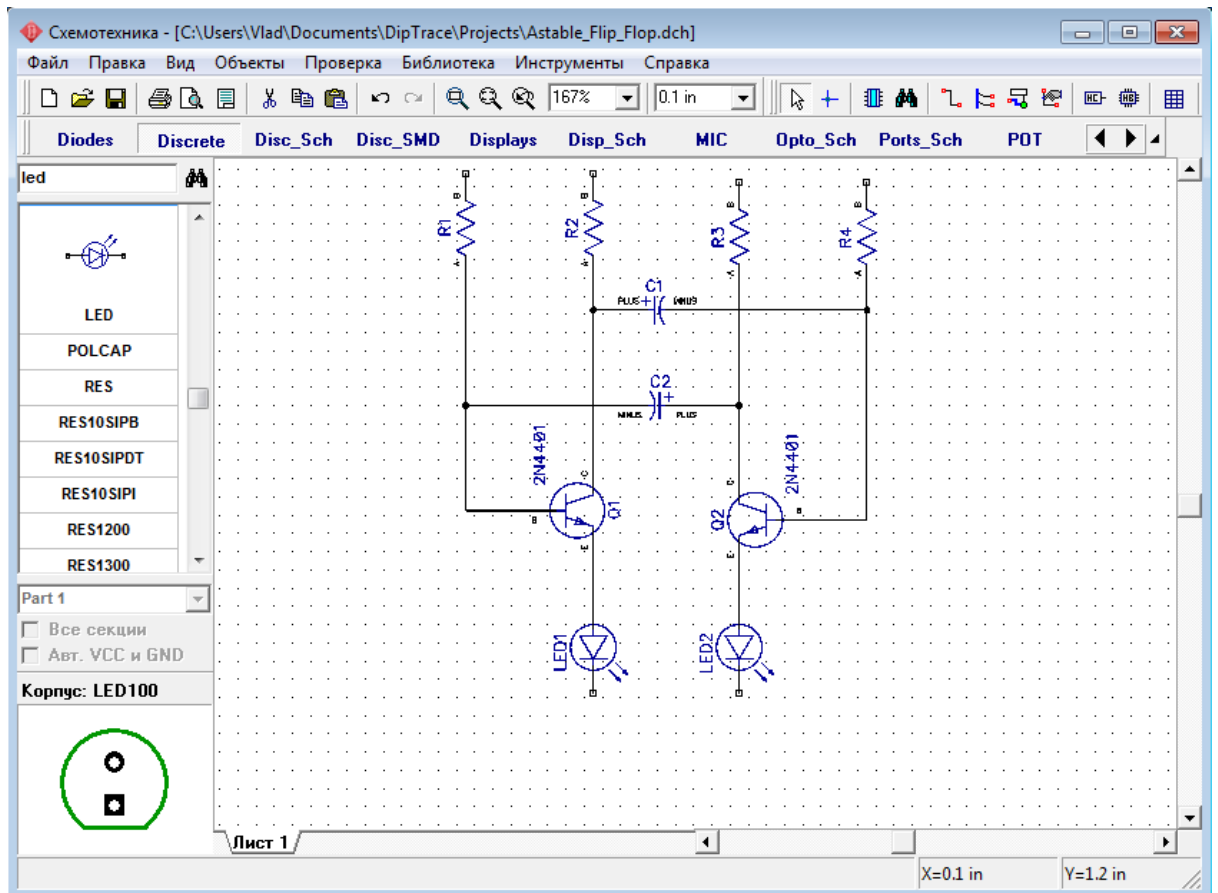 Схемотехника - [C:\Users\Vlad\Documents\DipTrace\Projects\Astable_Flip_Flop.dch]
Файл Правка Вид Объекты Проверка Библиотека Инструменты Справка
167% 0.1 in
Diodes Discrete Disc_Sch Disc_SMD Displays Disp_Sch MIC Opto_Sch Ports_Sch POT
led
LED
POLCAP
RES
RES10SIPB
RES10SIPDT
RES10SIPI
RES1200
RES1300
Part 1
Все секции
Авт. VCC и GND
Корпус: LED100
B B B B
R1 R2 R3 R4
A A A A
C1
PLUS + MINUS
C2
MINUS + PLUS
2N4401 2N4401
C C
B Q1 Q2 B
E E
LED1 LED2
Лист 1
X=0.1 in Y=1.2 in